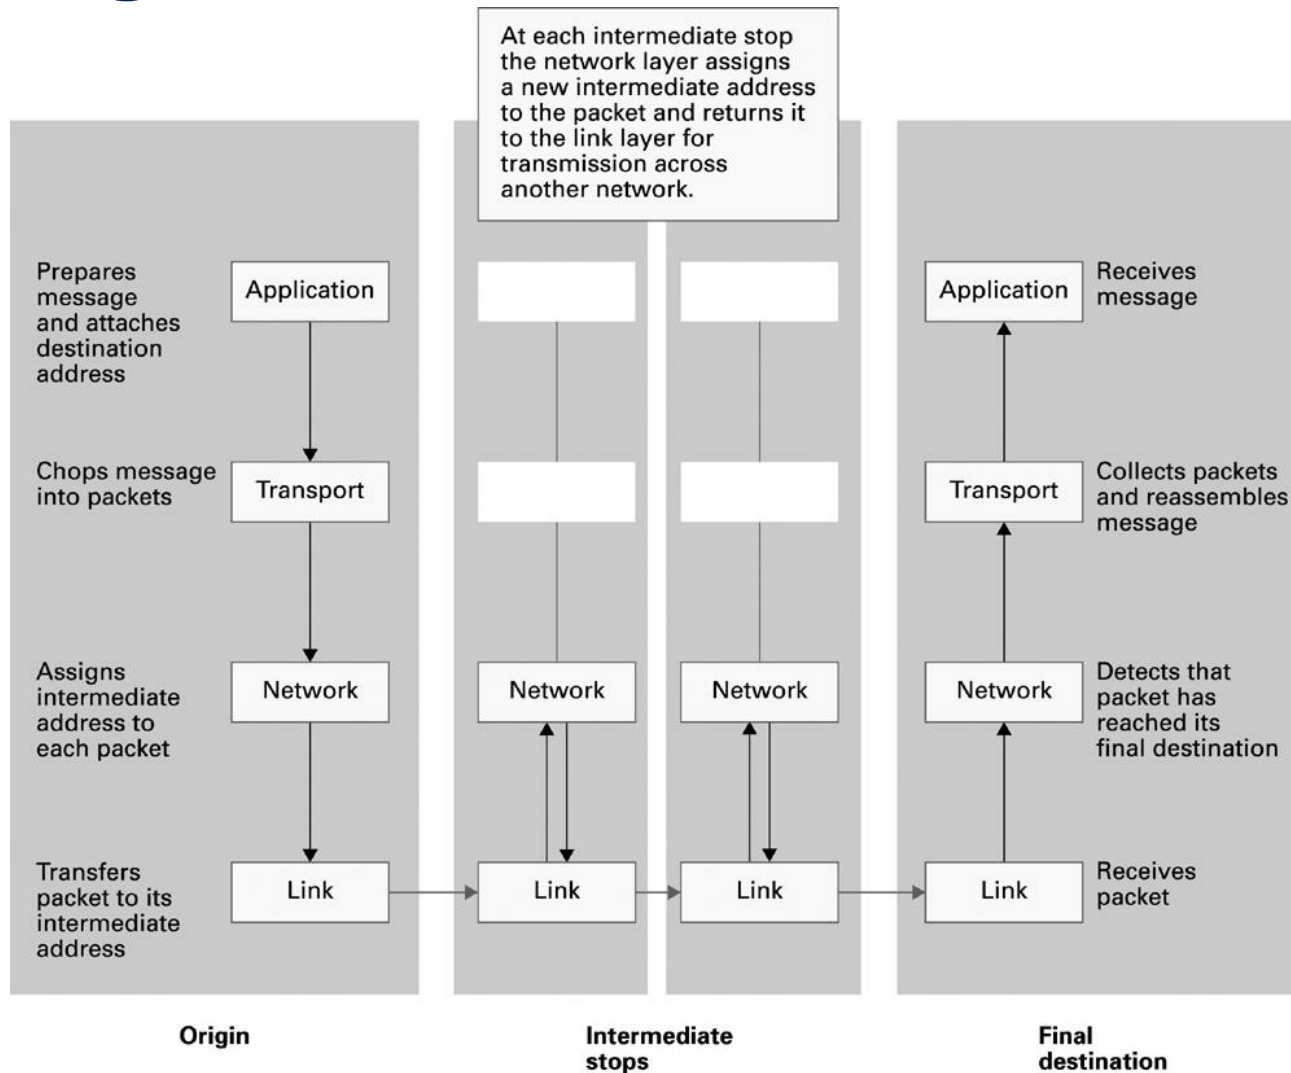 At each intermediate stop
the network layer assigns
a new intermediate address
to the packet and returns it
to the link layer for
transmission across
another network.
Prepares
message
and attaches
destination
address
Application
Application
Receives
message
Chops message
into packets
Transport
Transport
Collects packets
and reassembles
message
Assigns
intermediate
address to
each packet
Network
Network
Network
Network
Detects that
packet has
reached its
final destination
Transfers
packet to its
intermediate
address
Link
Link
Link
Link
Receives
packet
Origin
Intermediate
stops
Final
destination